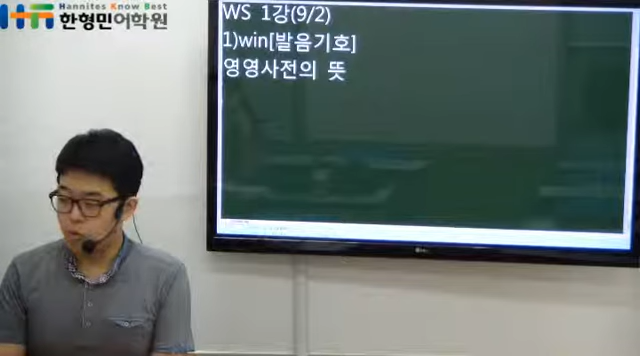 Hannites Know Best
한형민어학원
WS 1강(9/2)
1)win[발음기호]
영영사전의 뜻
LG